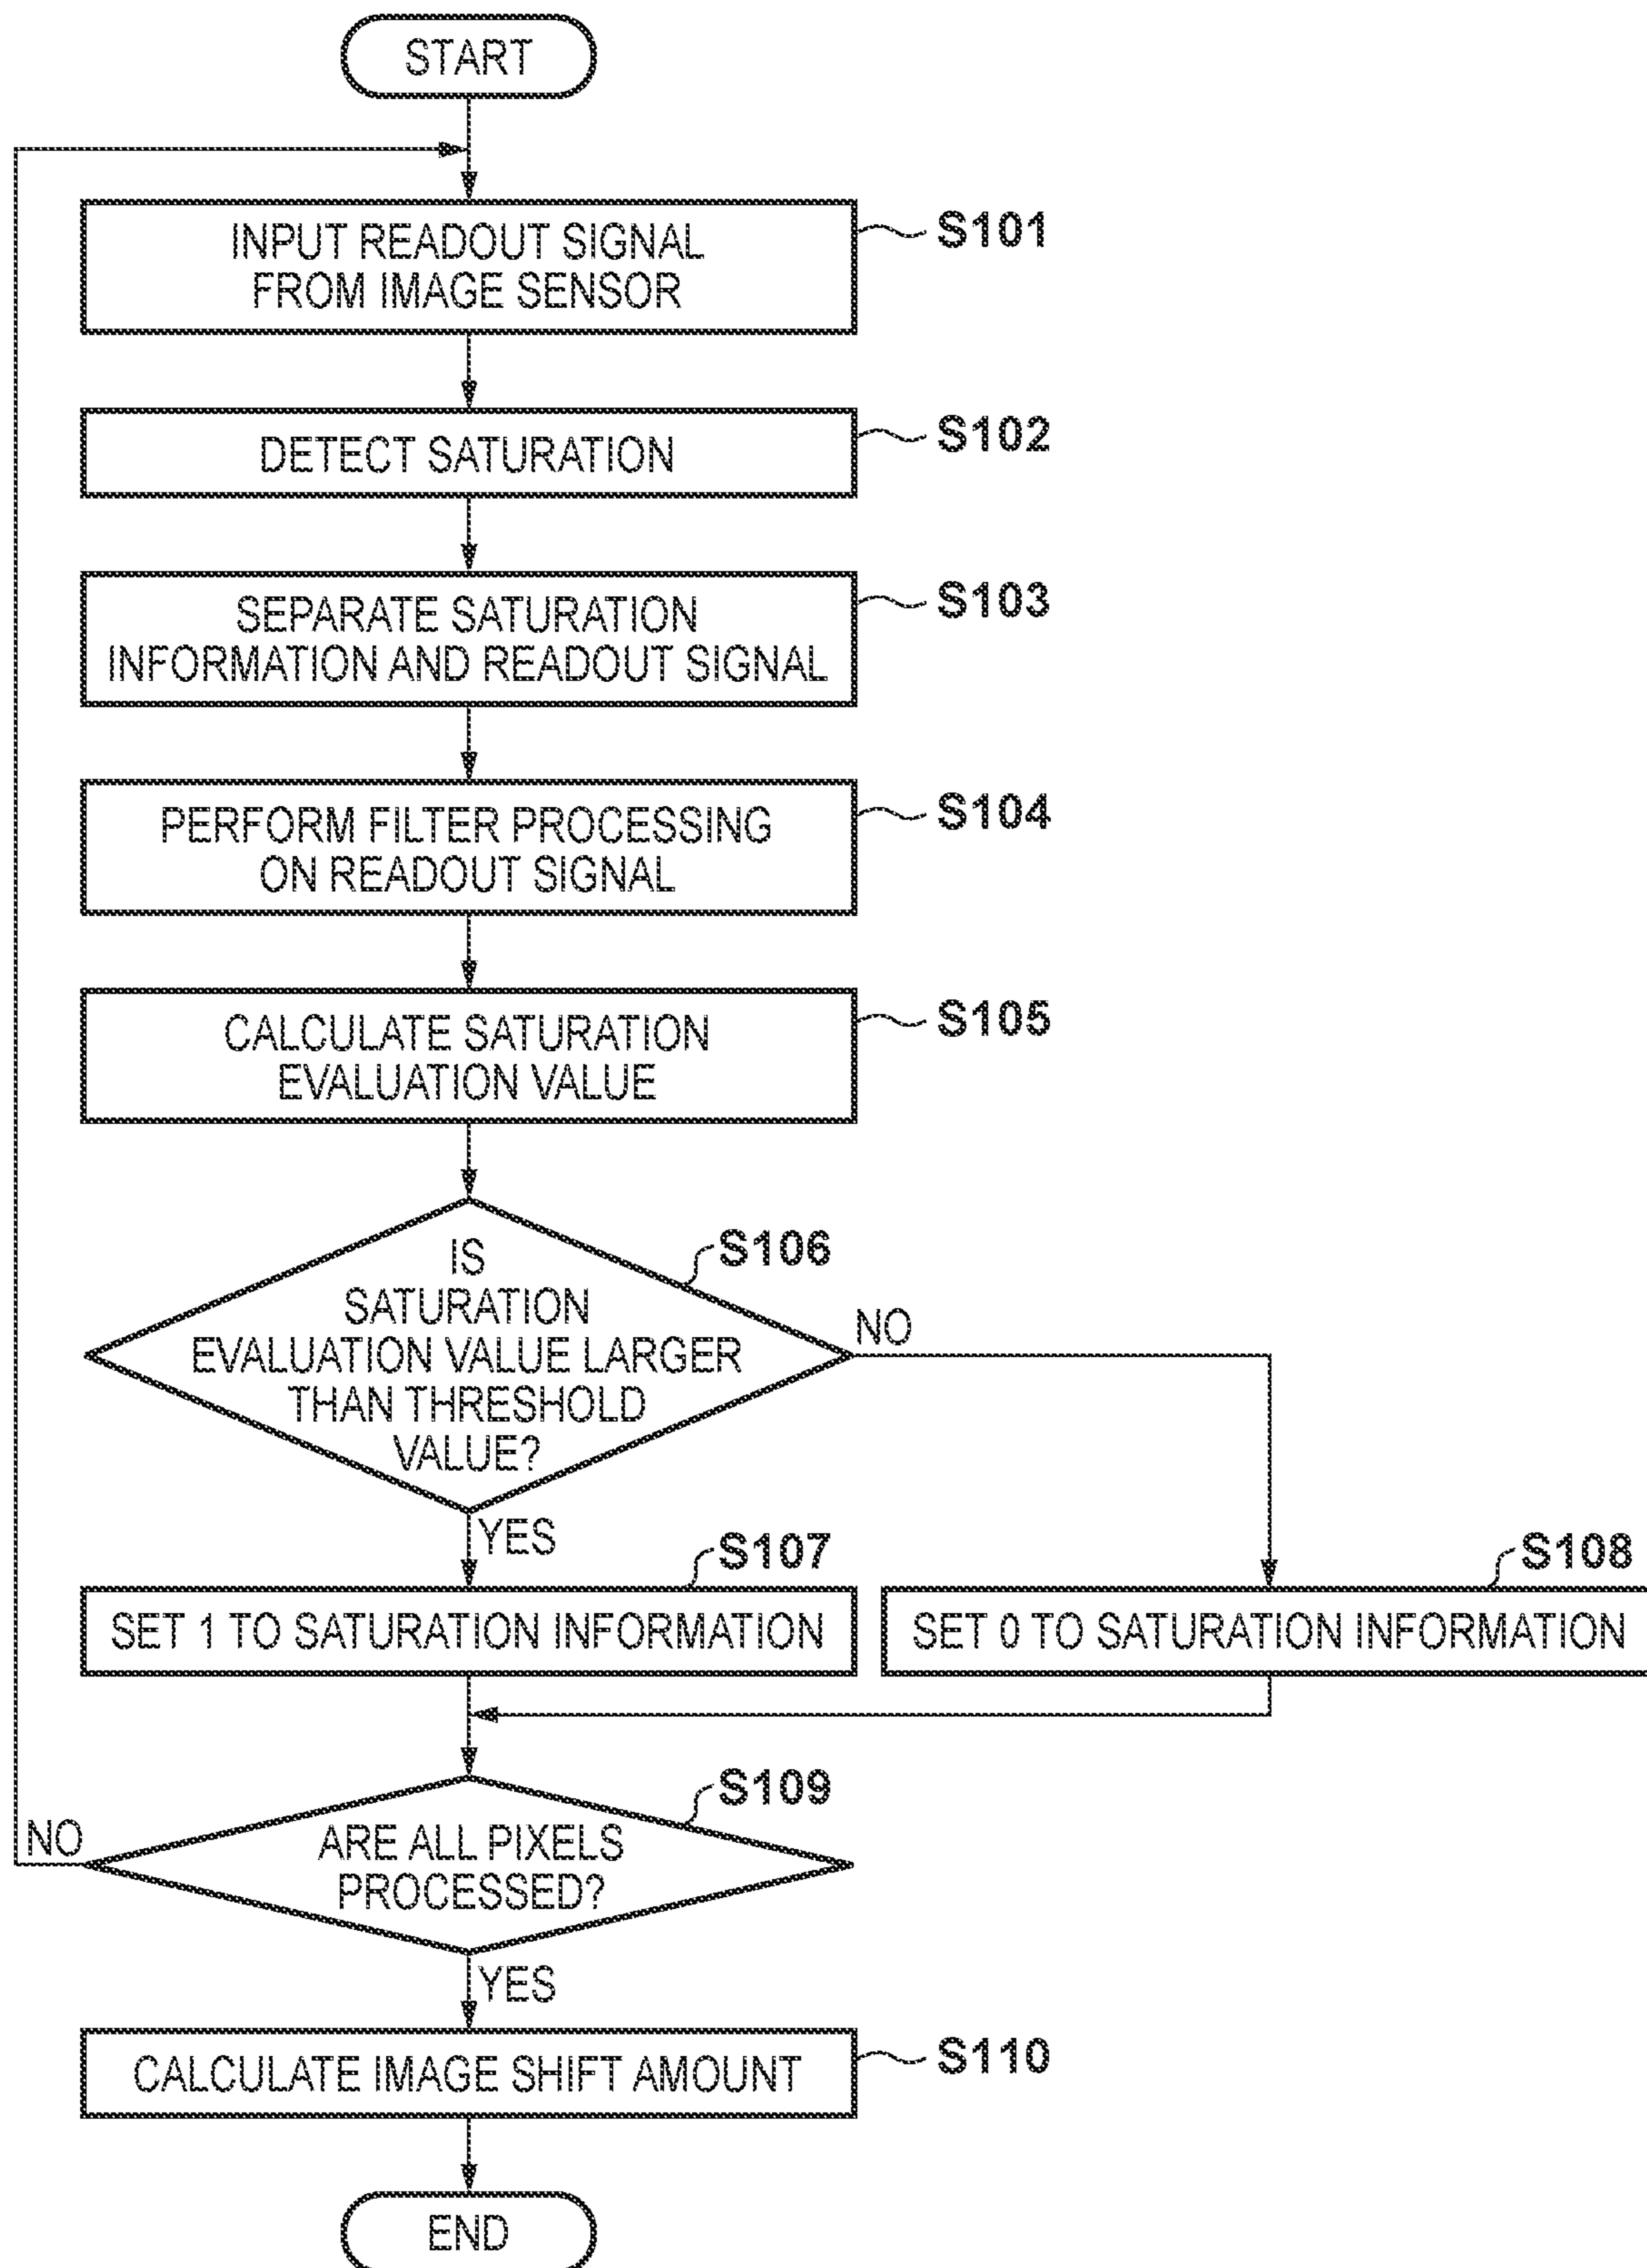 START
INPUT READOUT SIGNAL
FROM IMAGE SENSOR
S101
DETECT SATURATION
S102
SEPARATE SATURATION
INFORMATION AND READOUT SIGNAL
S103
PERFORM FILTER PROCESSING
ON READOUT SIGNAL
S104
CALCULATE SATURATION
EVALUATION VALUE
S105
IS
SATURATION
EVALUATION VALUE LARGER
THAN THRESHOLD
VALUE?
S106
NO
YES
SET 1 TO SATURATION INFORMATION
S107
SET 0 TO SATURATION INFORMATION
S108
ARE ALL PIXELS
PROCESSED?
S109
NO
YES
CALCULATE IMAGE SHIFT AMOUNT
S110
END